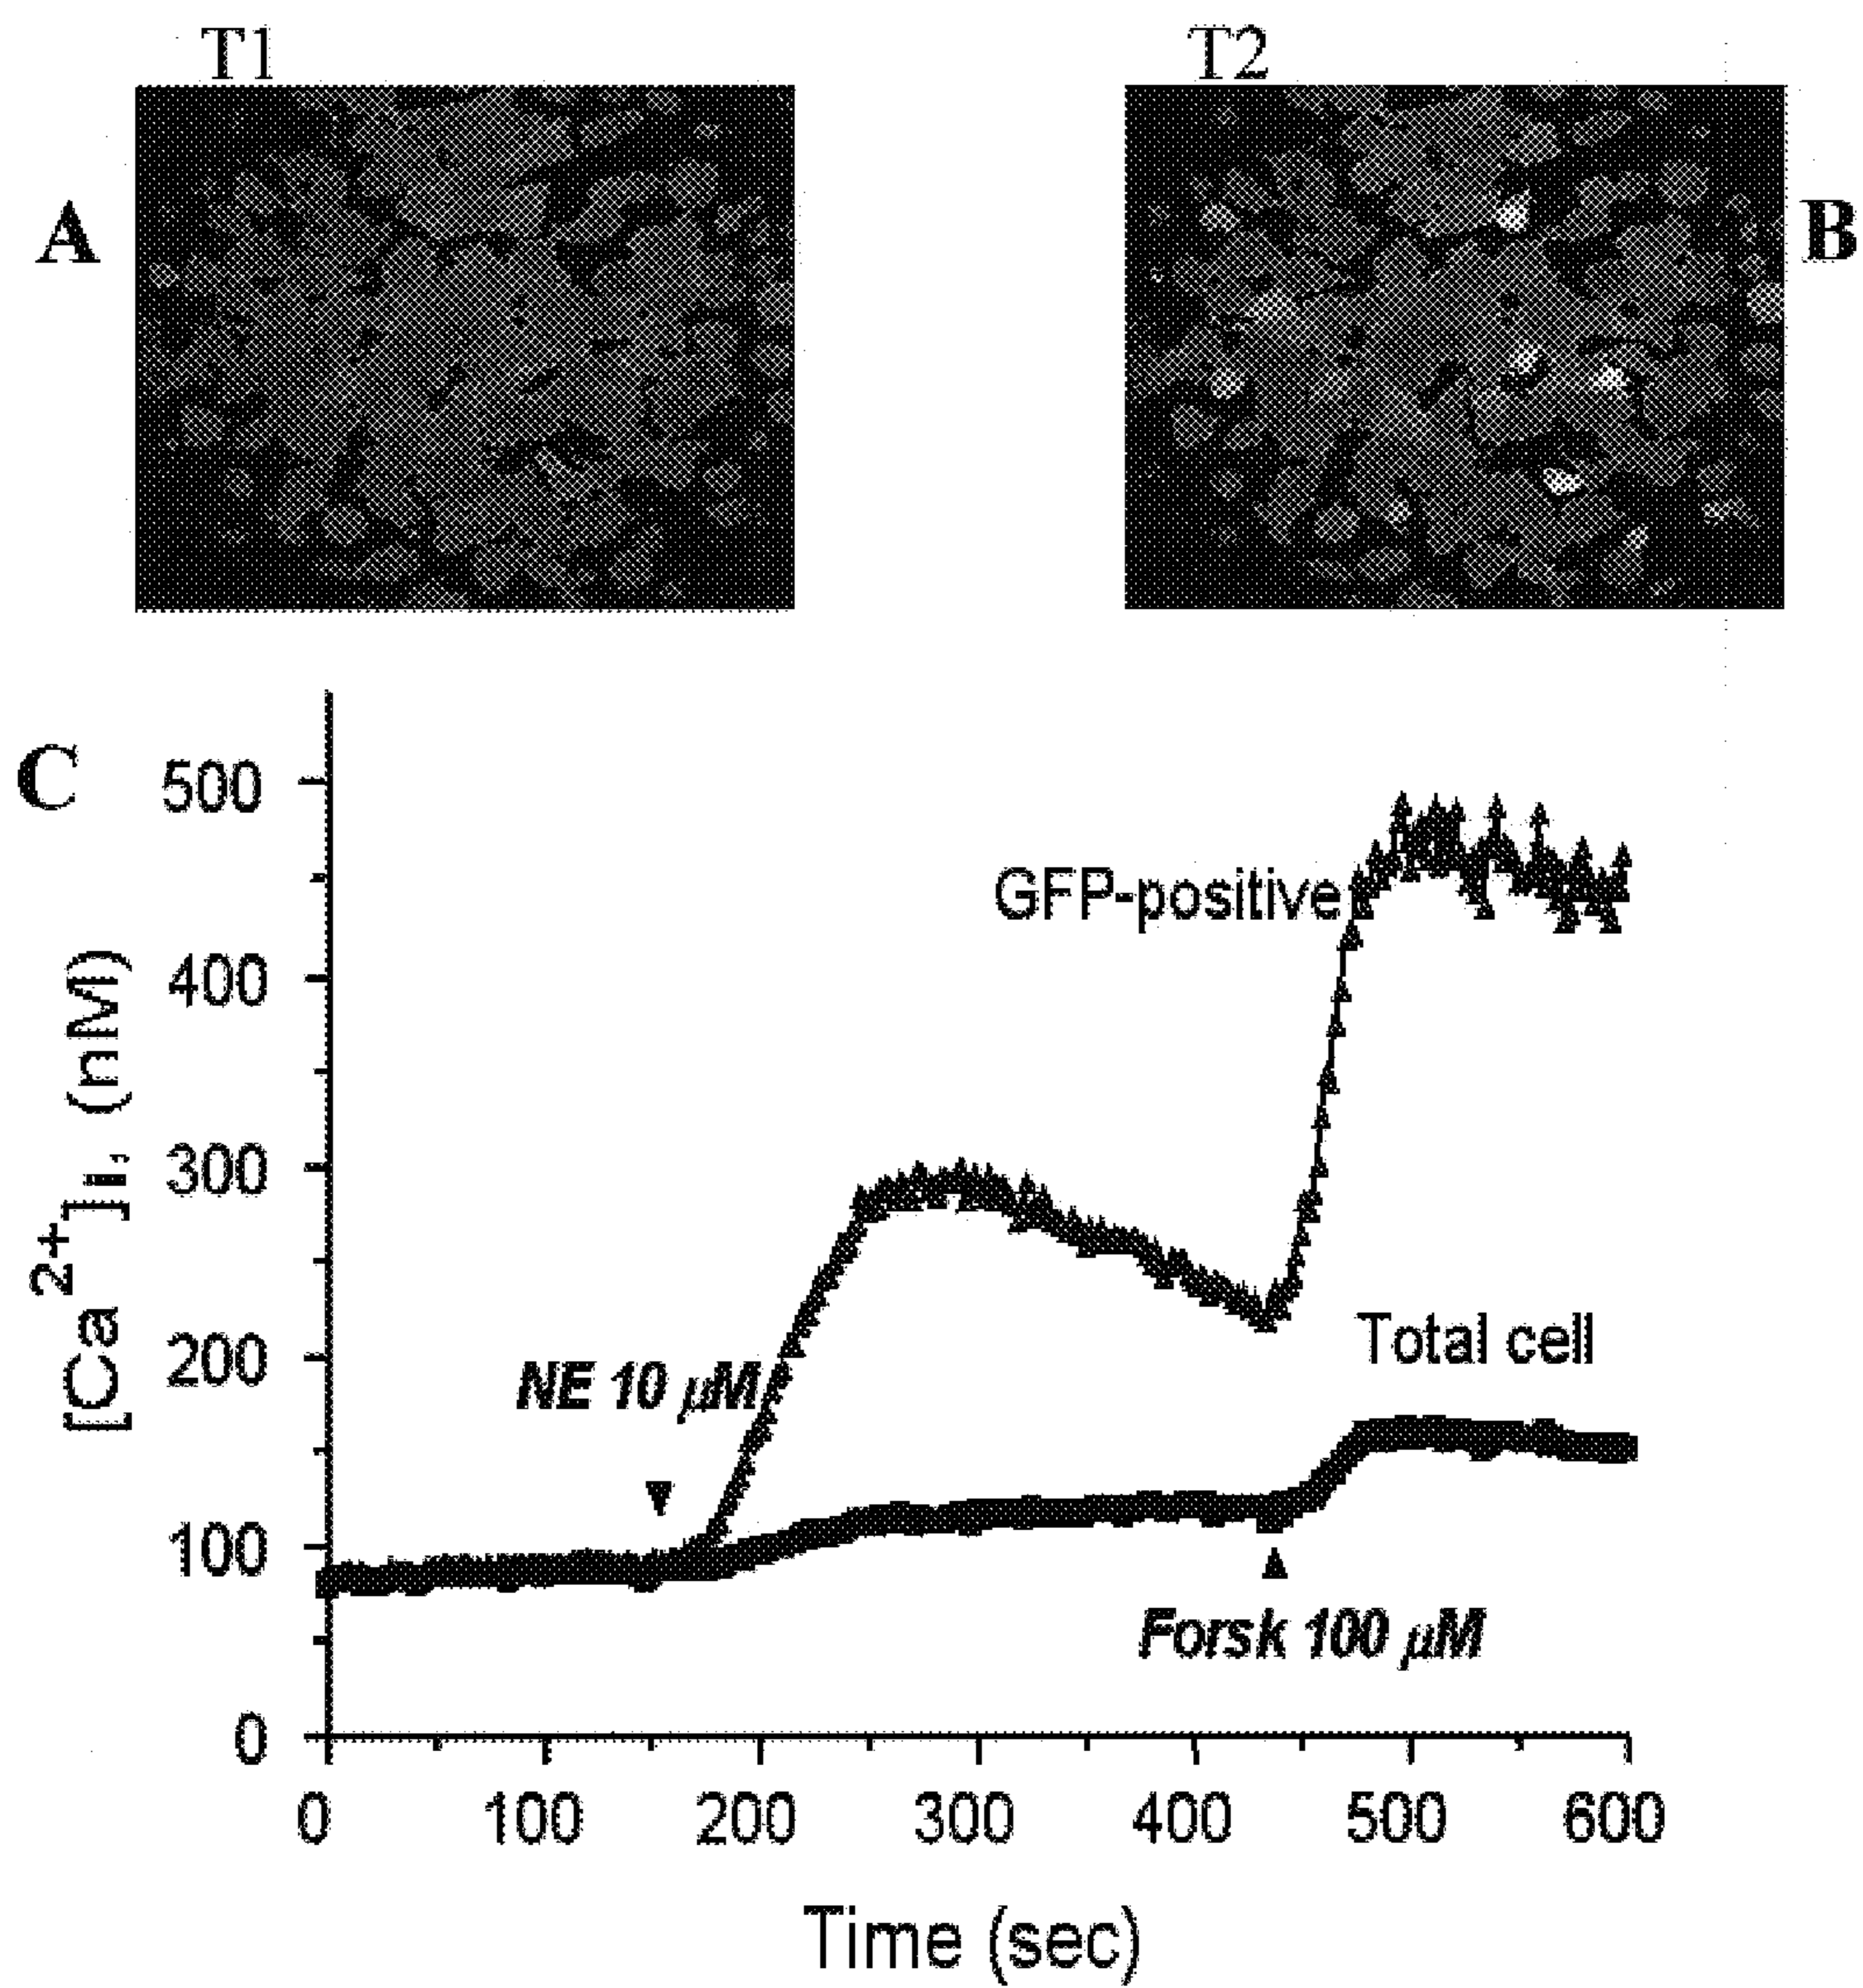 T1
T2
A
B
C
500
400
300
200
100
0
[Ca2+]i, (nM)
GFP-positive
Total cell
NE 10 μM
Forsk 100 μM
0 100 200 300 400 500 600
Time (sec)